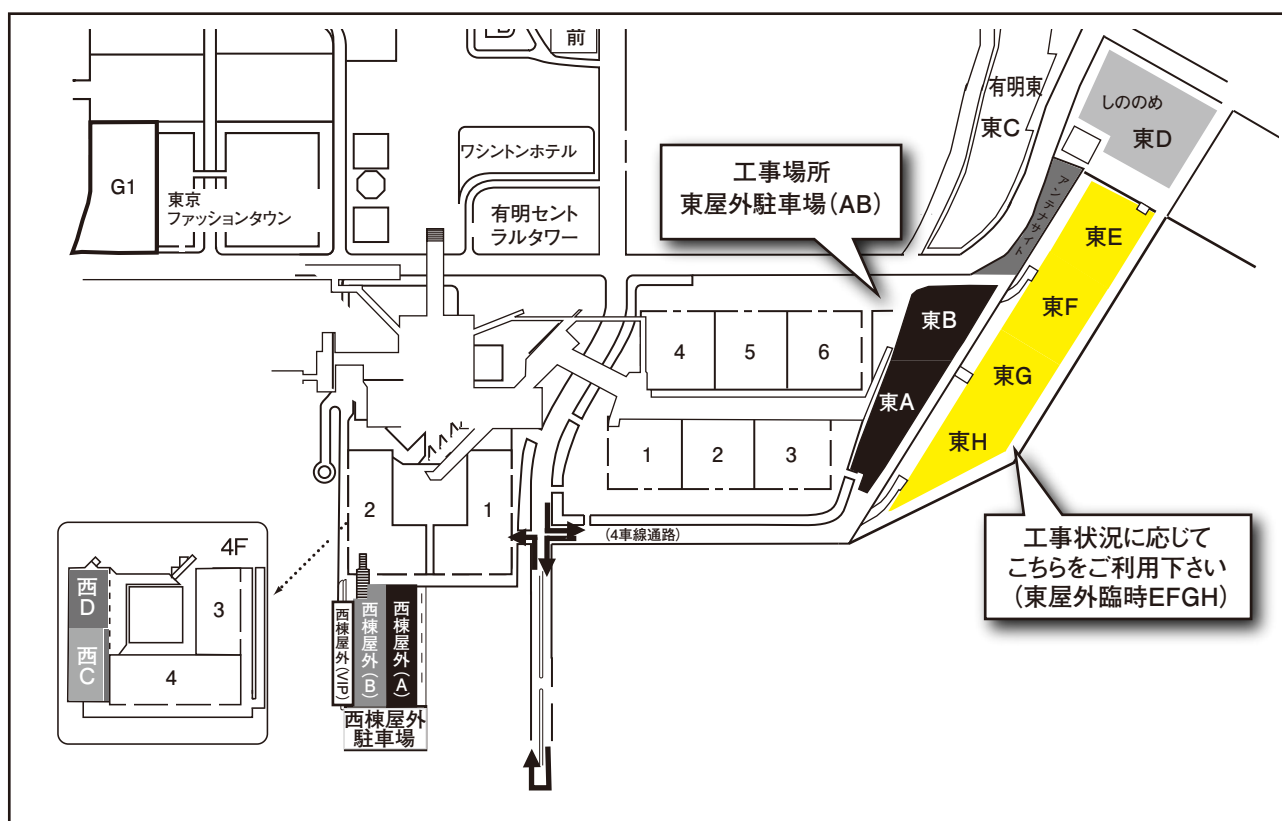 前
有明東
東C
しののめ
東D
G1
東京
ファッションタウン
ワシントンホテル
有明セント
ラルタワー
工事場所
東屋外駐車場(AB)
アンテナサイト
東E
東F
東G
東H
東B
東A
4
5
6
1
2
3
2
1
(4車線通路)
工事状況に応じて
こちらをご利用下さい
(東屋外臨時EFGH)
4F
西D
西C
3
4
西棟屋外(VIP)
西棟屋外(B)
西棟屋外(A)
西棟屋外
駐車場